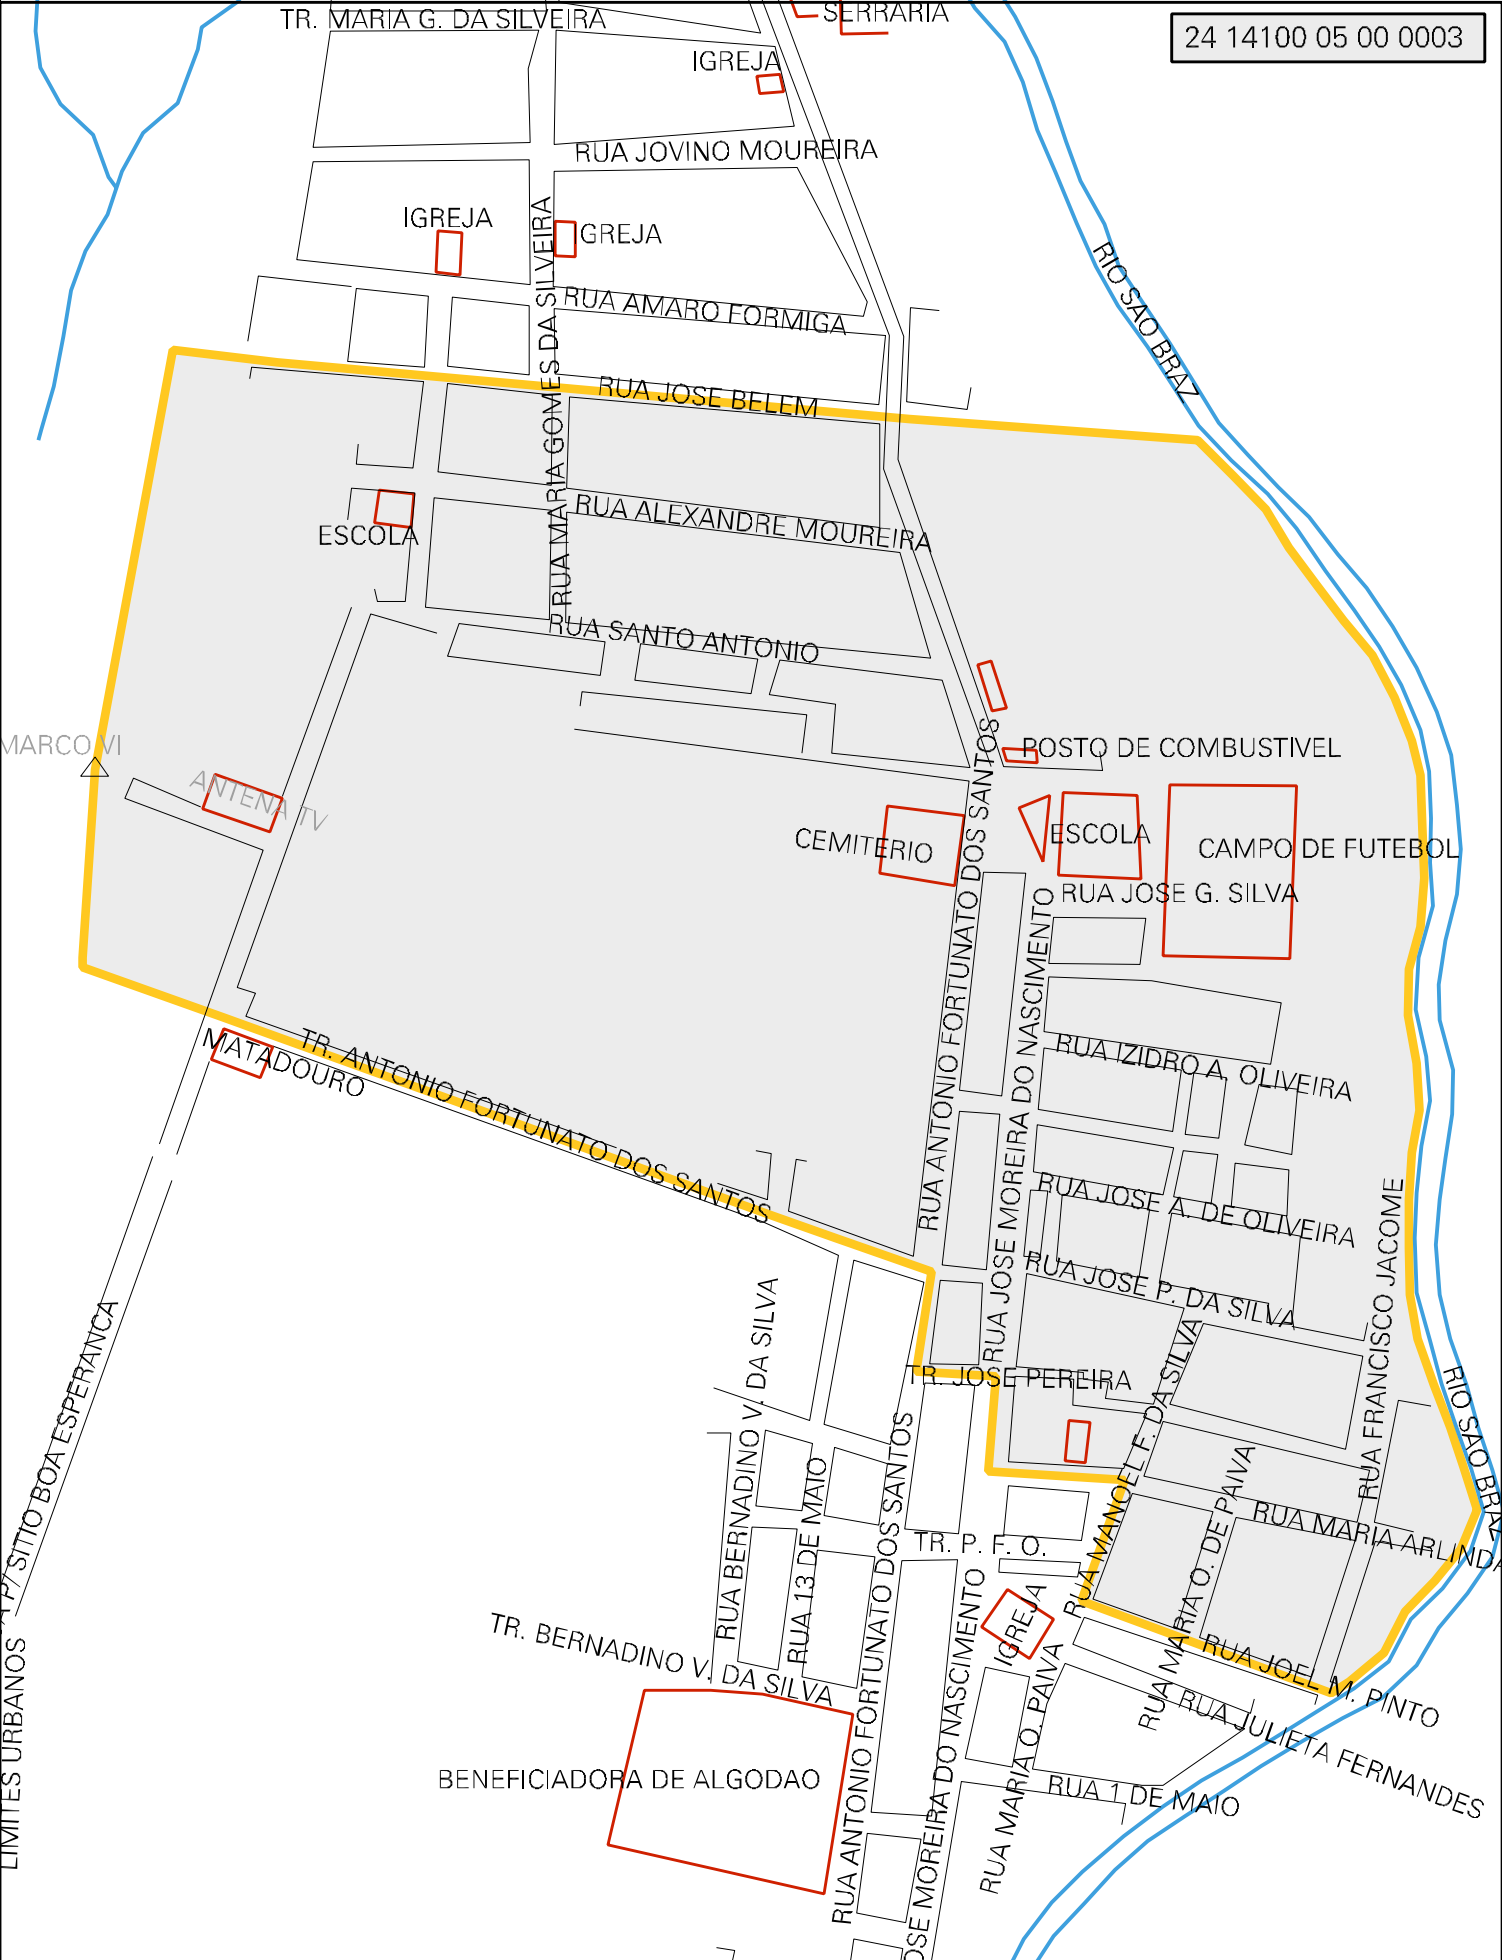 TR. MARIA G. DA SILVEIRA
SERRARIA
24 14100 05 00 0003
IGREJA
RUA JOVINO MOUREIRA
IGREJA
IGREJA
RUA MARIA GOMES DA SILVEIRA
RUA AMARO FORMIGA
RIO SAO BRAZ
RUA JOSE BELEM
RUA ALEXANDRE MOUREIRA
ESCOLA
RUA SANTO ANTONIO
MARCO VI
ANTENA TV
POSTO DE COMBUSTIVEL
CEMITERIO
ESCOLA
CAMPO DE FUTEBOL
RUA JOSE G. SILVA
RUA ANTONIO FORTUNATO DOS SANTOS
RUA JOSE MOREIRA DO NASCIMENTO
MATADOURO
TR. ANTONIO FORTUNATO DOS SANTOS
RUA IZIDRO A. OLIVEIRA
RUA JOSE A. DE OLIVEIRA
RUA JOSE P. DA SILVA
RUA FRANCISCO JACOME
TR. JOSE PEREIRA
RUA MANOEL F. DA SILVA
RIO SAO BRAZ
P/ SITIO BOA ESPERANCA
RUA BERNADINO V. DA SILVA
RUA 13 DE MAIO
RUA ANTONIO FORTUNATO DOS SANTOS
TR. P. F. O.
RUA MARIA O. DE PAIVA
RUA MARIA ARLINDA
IGREJA
TR. BERNADINO V. DA SILVA
JOSE MOREIRA DO NASCIMENTO
RUA MARIA O. PAIVA
RUA JOEL M. PINTO
RUA JULIETA FERNANDES
BENEFICIADORA DE ALGODAO
RUA 1 DE MAIO
LIMITES URBANOS